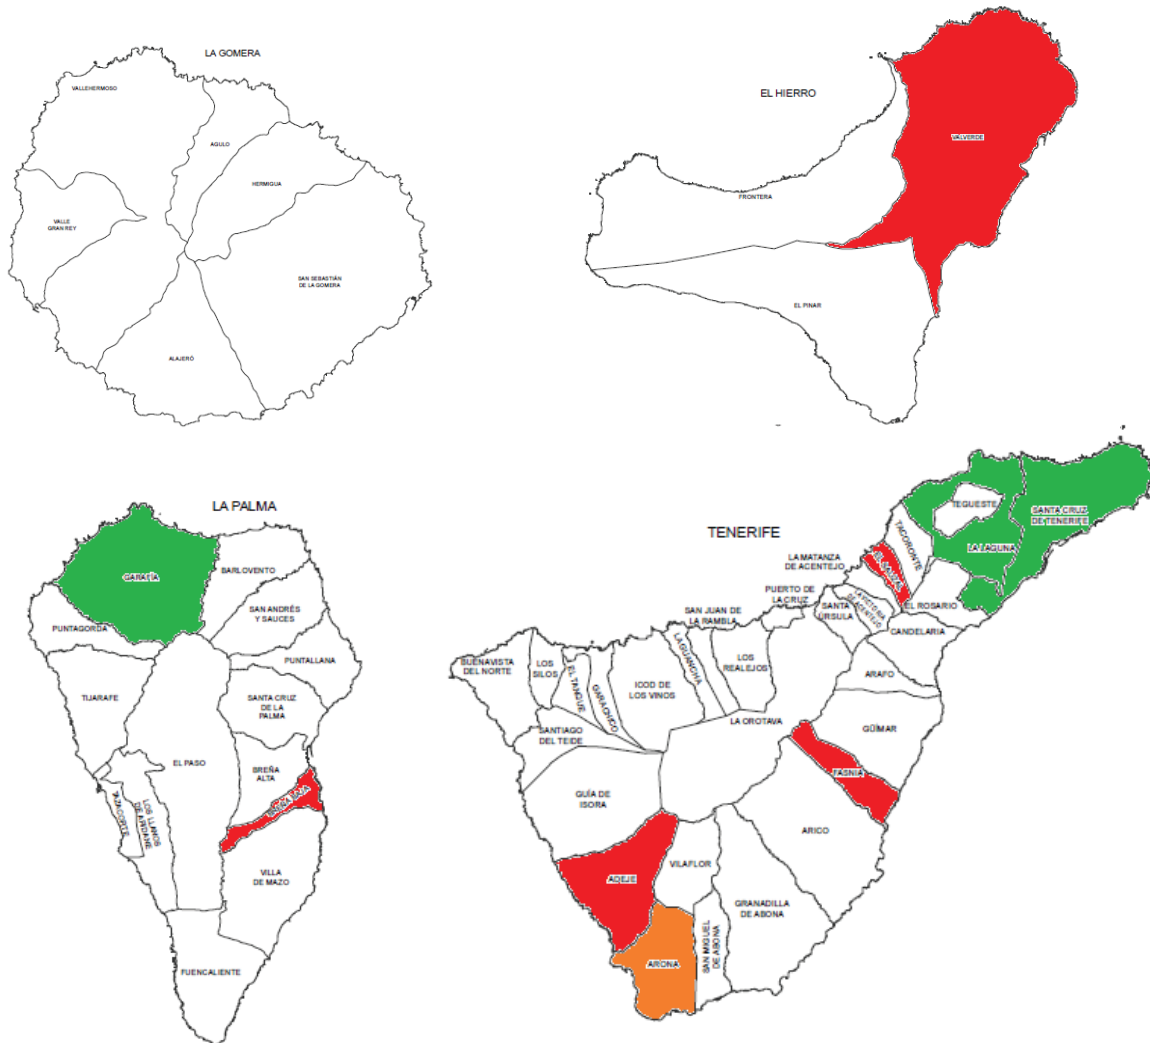 LA GOMERA
VALLEHERMOSO
AGULO
HERMIGUA
VALLE
GRAN REY
SAN SEBASTIÁN
DE LA GOMERA
ALAJERÓ
EL HIERRO
VALVERDE
FRONTERA
EL PINAR
LA PALMA
GARAFÍA
BARLOVENTO
SAN ANDRÉS
Y SAUCES
PUNTAGORDA
PUNTALLANA
TIJARAFE
SANTA CRUZ
DE LA
PALMA
EL PASO
BREÑA
ALTA
BREÑA BAJA
TAZACORTE
LOS LLANOS
DE ARIDANE
VILLA
DE MAZO
FUENCALIENTE
TENERIFE
TEGUESTE
SANTA CRUZ
DE TENERIFE
LA LAGUNA
TACORONTE
EL SAUZAL
LA MATANZA
DE ACENTEJO
EL ROSARIO
PUERTO DE
LA CRUZ
LA VICTORIA
DE ACENTEJO
SANTA
ÚRSULA
CANDELARIA
SAN JUAN DE
LA RAMBLA
LA GUANCHA
LOS
REALEJOS
ARAFO
BUENAVISTA
DEL NORTE
LOS
SILOS
EL TANQUE
GARACHICO
ICOD DE
LOS VINOS
LA OROTAVA
GÜÍMAR
SANTIAGO
DEL TEIDE
FASNIA
GUÍA DE
ISORA
ARICO
ADEJE
VILAFLOR
GRANADILLA
DE ABONA
SAN MIGUEL
DE ABONA
ARONA